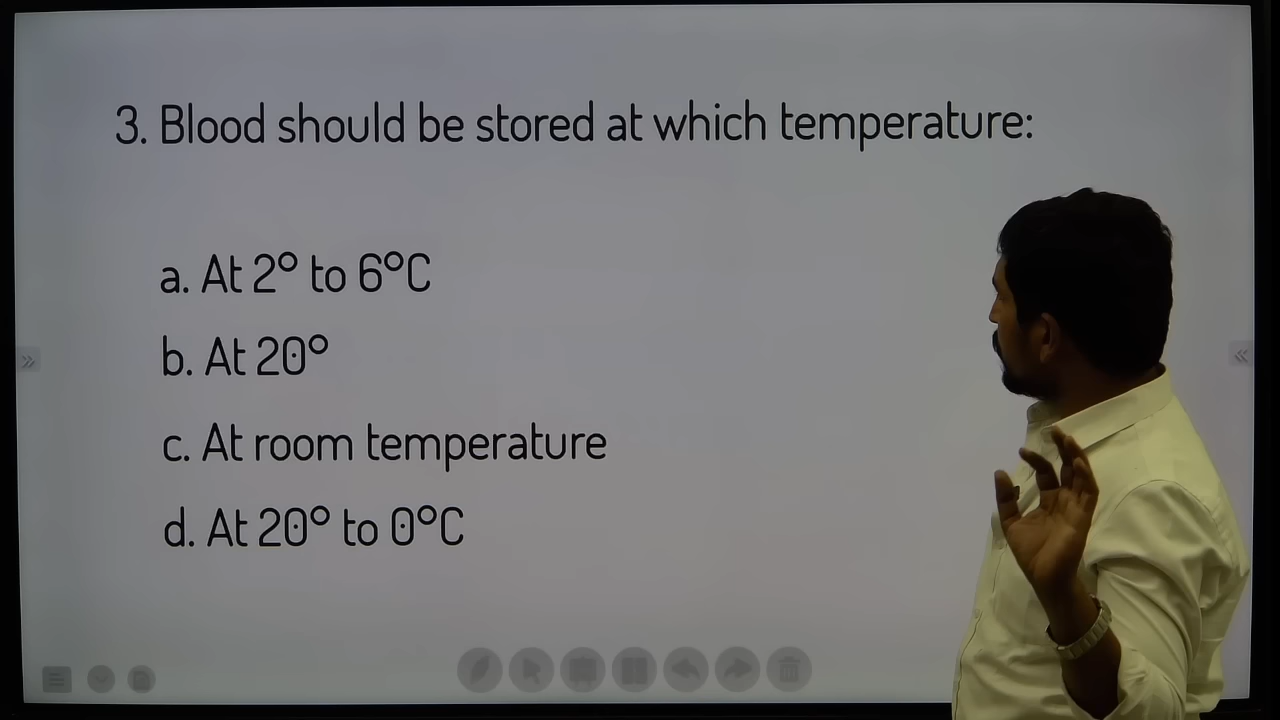 3. Blood should be stored at which temperature:
a. At 2° to 6°C
b. At 20°
c. At room temperature
d. At 20° to 0°C